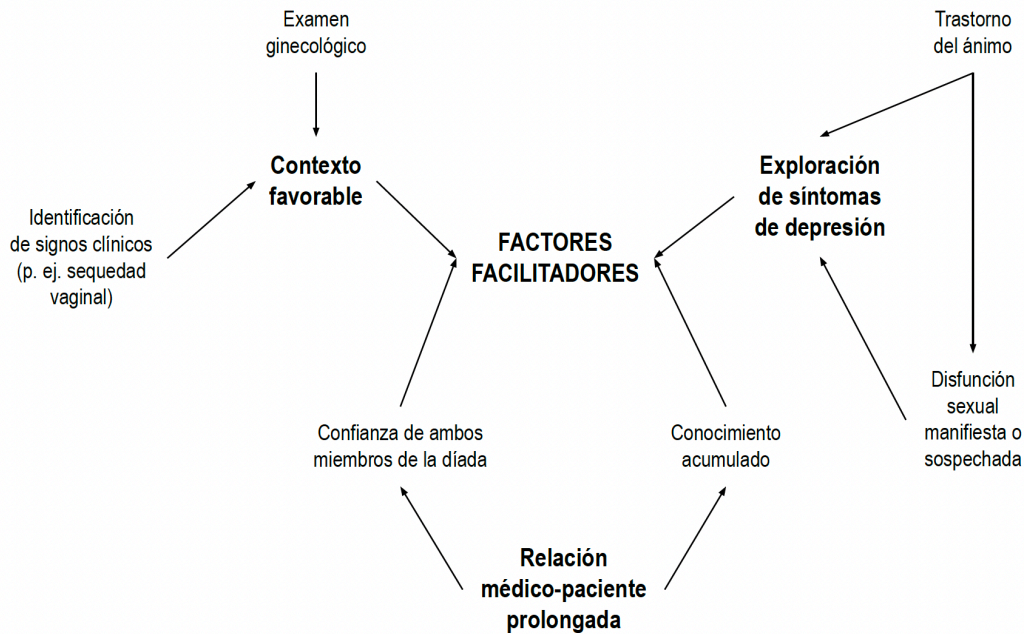 Examen
ginecológico
Trastorno
del ánimo
Contexto
favorable
Exploración
de síntomas
de depresión
Identificación
de signos clínicos
(p. ej. sequedad
vaginal)
FACTORES
FACILITADORES
Disfunción
sexual
manifiesta o
sospechada
Confianza de ambos
miembros de la díada
Conocimiento
acumulado
Relación
médico-paciente
prolongada